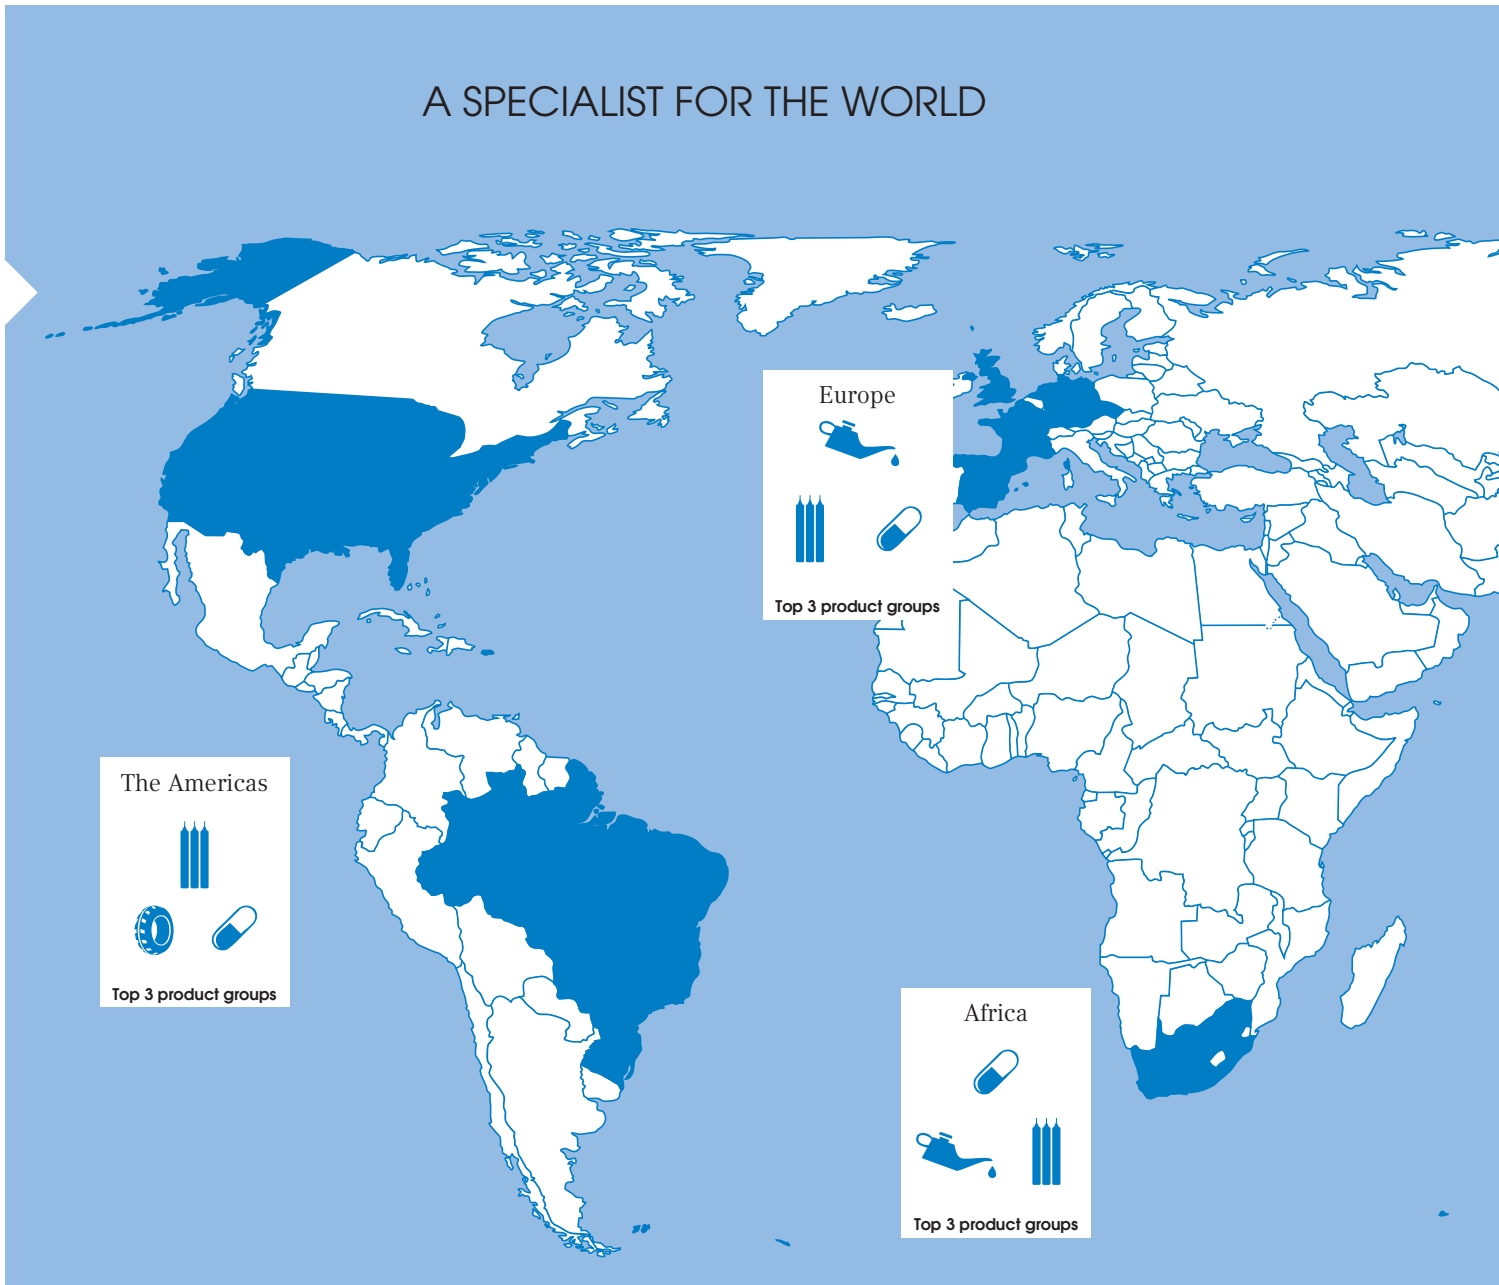 A SPECIALIST FOR THE WORLD
Europe
Top 3 product groups
The Americas
Top 3 product groups
Africa
Top 3 product groups